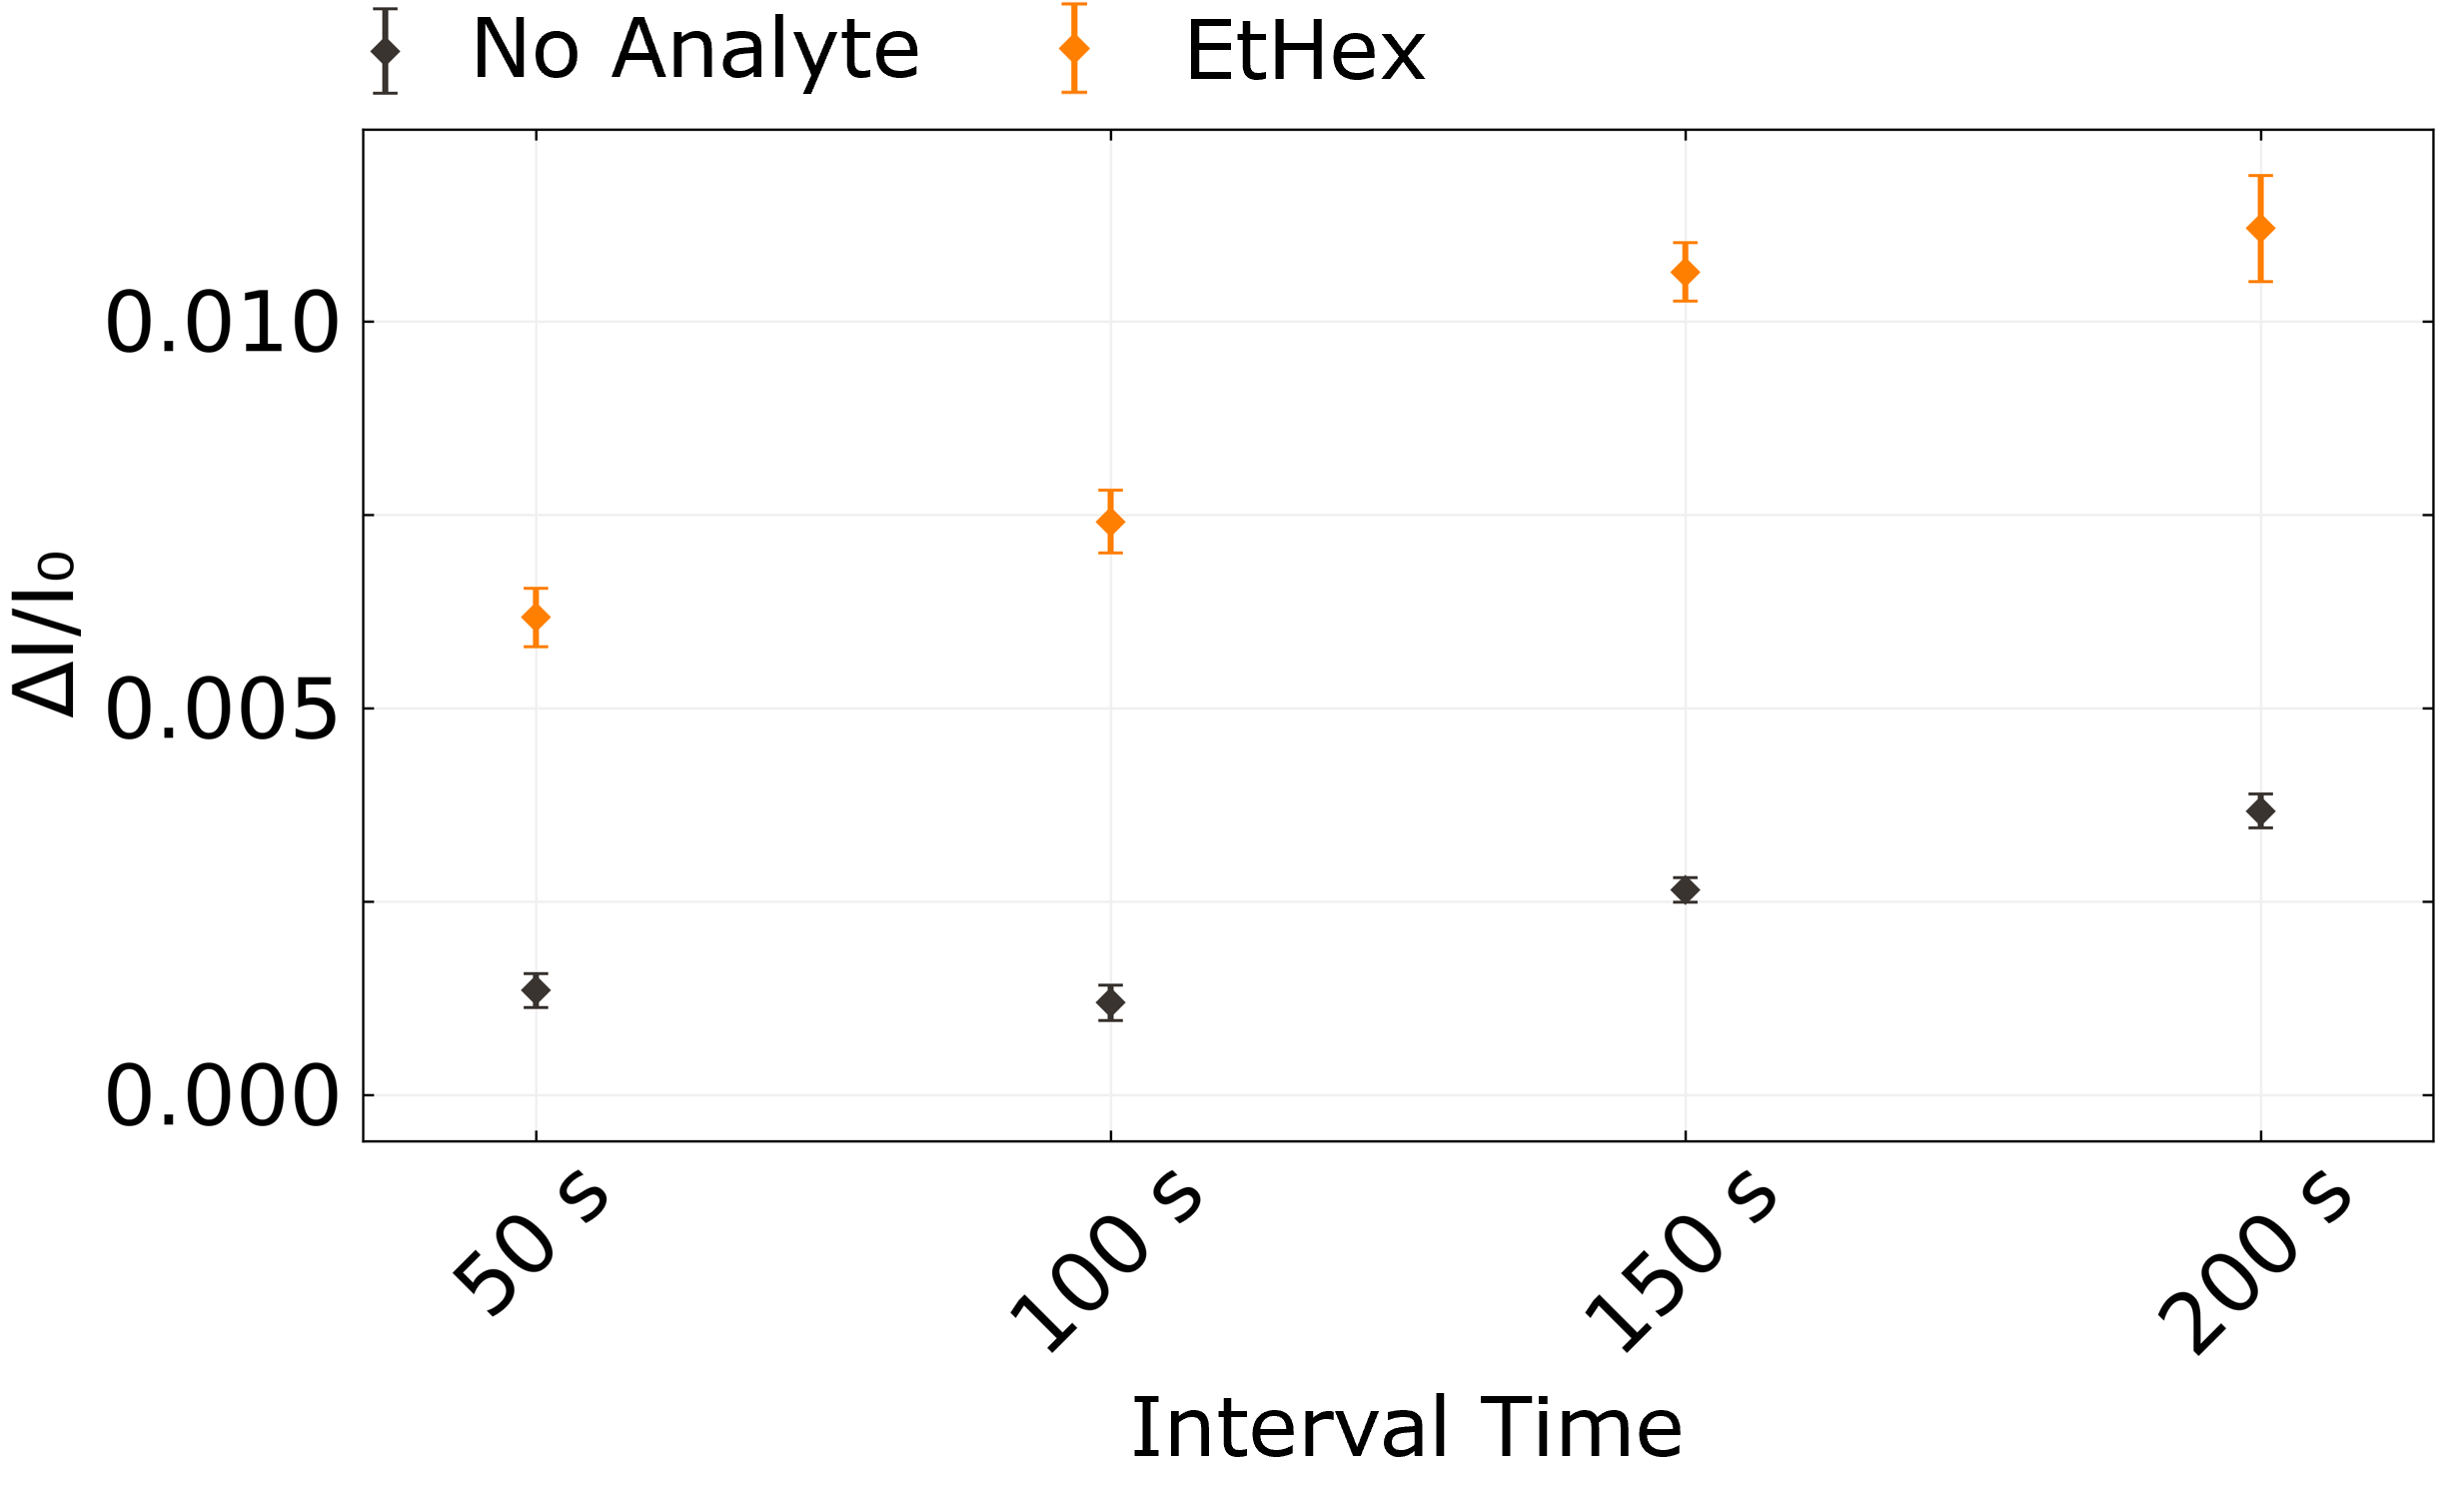 No Analyte EtHex
0.010
0.005
0.000
ΔI/I₀
50 s 100 s 150 s 200 s
Interval Time